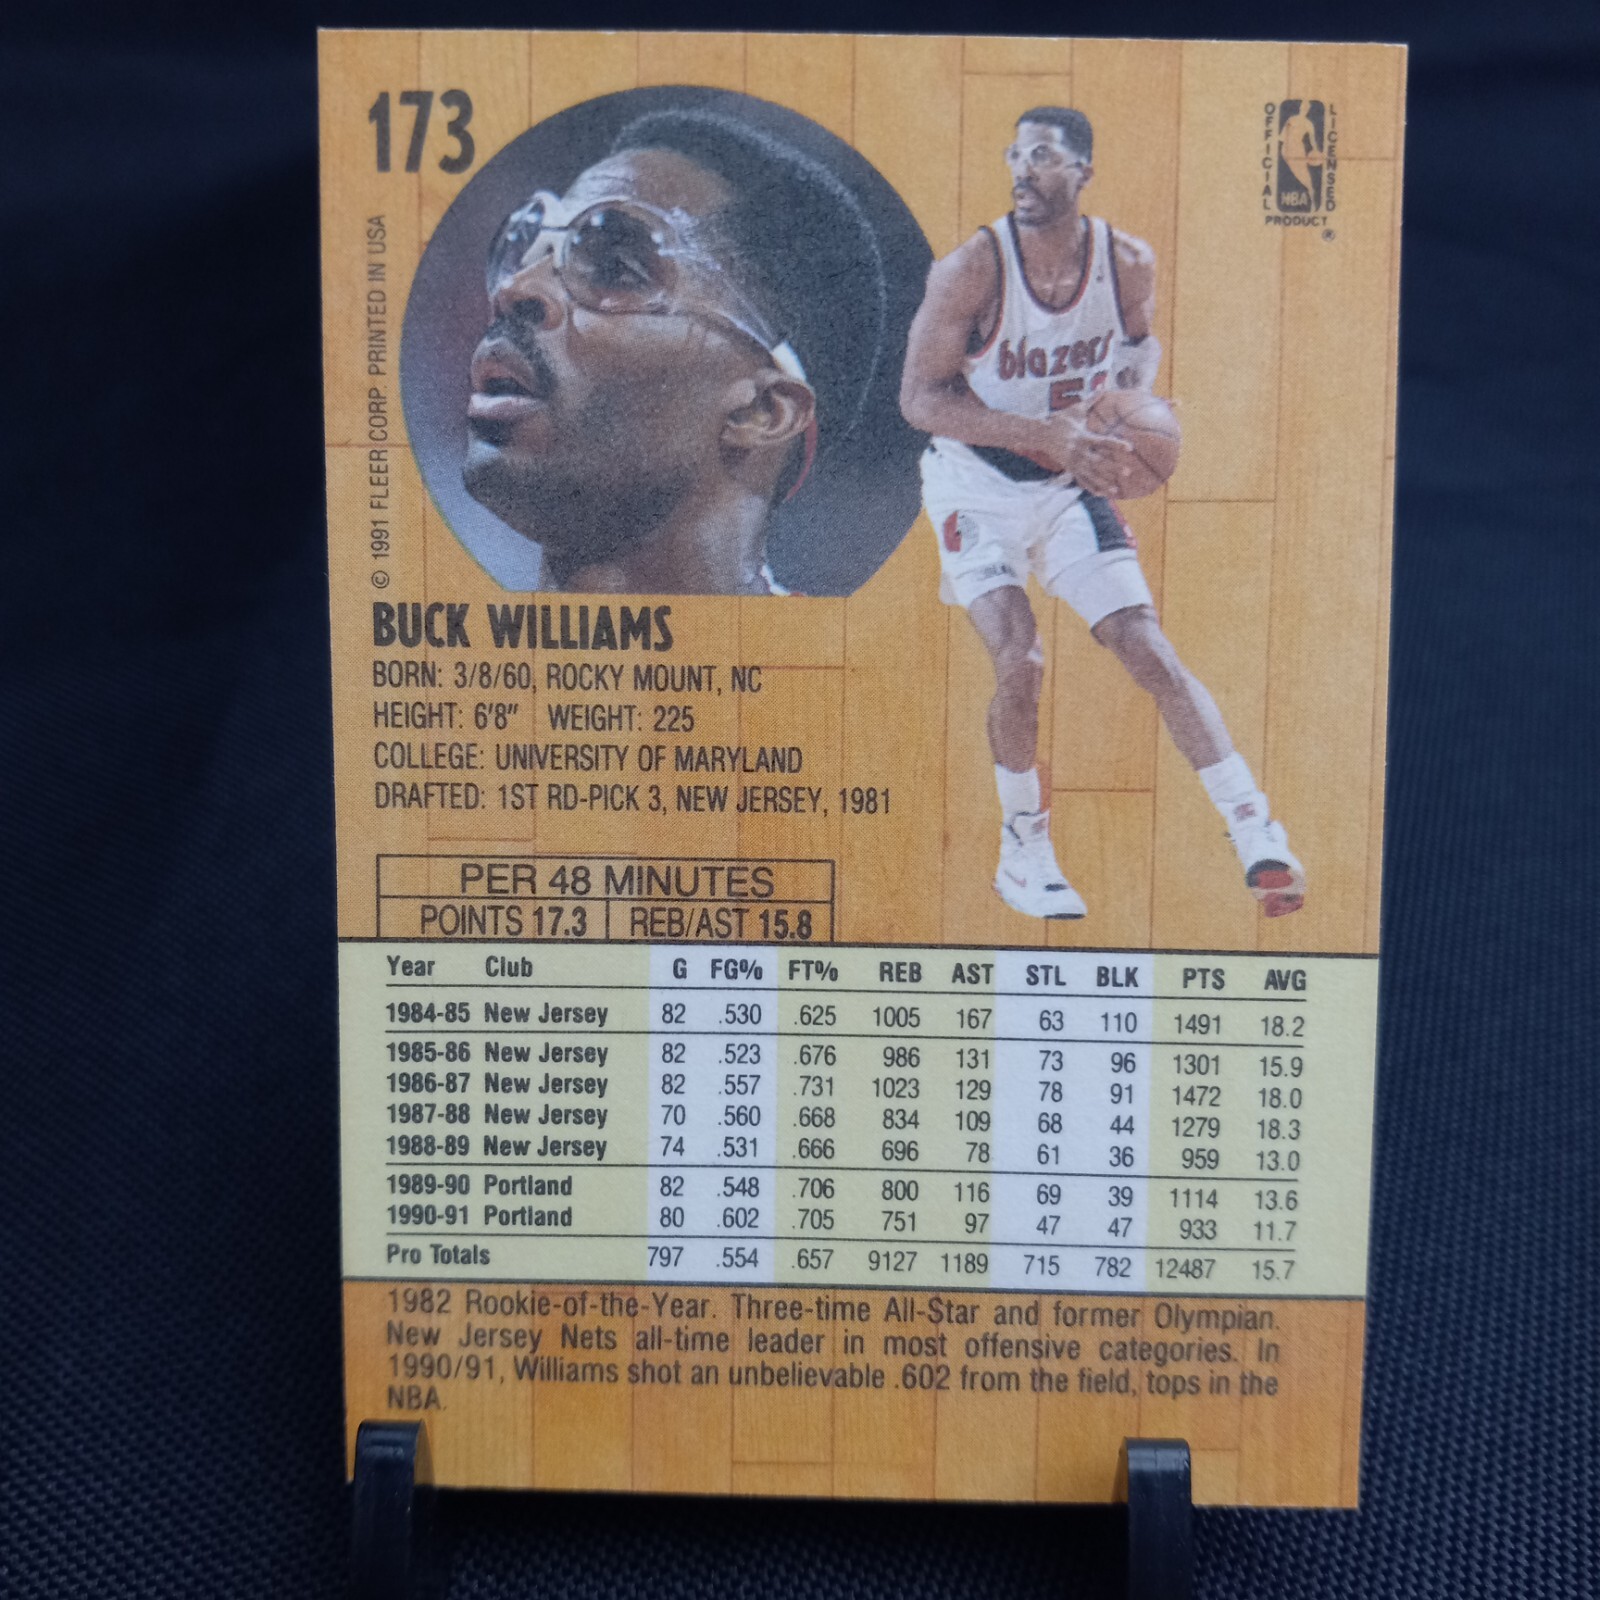 173
© 1991 FLEER CORP. PRINTED IN USA
OFFICIAL LICENSED
NBA
PRODUCT ®
blazers
BUCK WILLIAMS
BORN: 3/8/60, ROCKY MOUNT, NC
HEIGHT: 6'8" WEIGHT: 225
COLLEGE: UNIVERSITY OF MARYLAND
DRAFTED: 1ST RD-PICK 3, NEW JERSEY, 1981
PER 48 MINUTES
POINTS 17.3 REB/AST 15.8
Year Club G FG% FT% REB AST STL BLK PTS AVG
1984-85 New Jersey 82 .530 .625 1005 167 63 110 1491 18.2
1985-86 New Jersey 82 .523 .676 986 131 73 96 1301 15.9
1986-87 New Jersey 82 .557 .731 1023 129 78 91 1472 18.0
1987-88 New Jersey 70 .560 .668 834 109 68 44 1279 18.3
1988-89 New Jersey 74 .531 .666 696 78 61 36 959 13.0
1989-90 Portland 82 .548 .706 800 116 69 39 1114 13.6
1990-91 Portland 80 .602 .705 751 97 47 47 933 11.7
Pro Totals 797 .554 .657 9127 1189 715 782 12487 15.7
1982 Rookie-of-the-Year. Three-time All-Star and former Olympian.
New Jersey Nets all-time leader in most offensive categories. In
1990/91, Williams shot an unbelievable .602 from the field, tops in the
NBA.